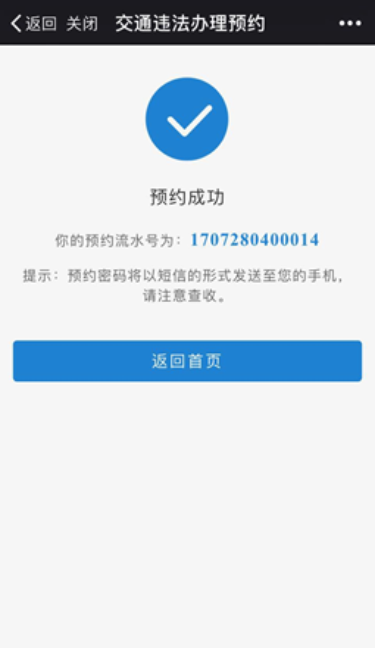 返回 关闭 交通违法办理预约
预约成功
你的预约流水号为：1707280400014
提示：预约密码将以短信的形式发送至您的手机，
请注意查收。
返回首页